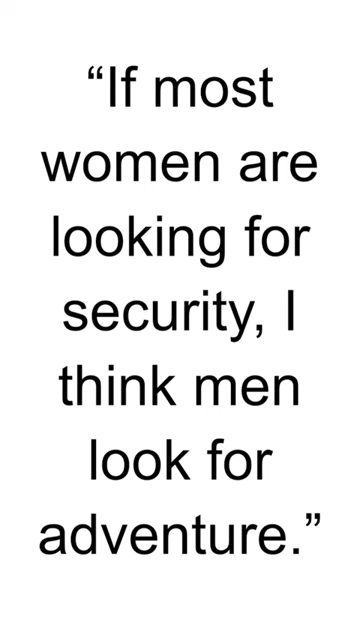 “If most
women are
looking for
security, I
think men
look for
adventure.”